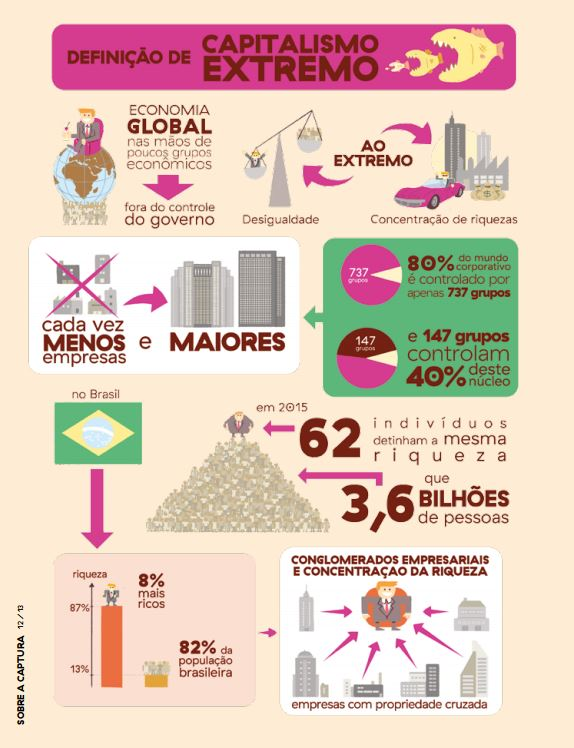 DEFINIÇÃO DE CAPITALISMO
EXTREMO
ECONOMIA
GLOBAL
nas mãos de
poucos grupos
econômicos
fora do controle
do governo
AO
EXTREMO
Desigualdade
Concentração de riquezas
cada vez
MENOS
empresas
e MAIORES
737
grupos
80% do mundo
corporativo
é controlado por
apenas 737 grupos
147
grupos
e 147 grupos
controlam
40% deste
núcleo
no Brasil
em 2015
62 indivíduos
detinham a mesma
riqueza
que
3,6 BILHÕES
de pessoas
riqueza
87%
13%
8%
mais
ricos
82% da
população
brasileira
CONGLOMERADOS EMPRESARIAIS
E CONCENTRAÇÃO DA RIQUEZA
empresas com propriedade cruzada
SOBRE A CAPTURA 12 / 13